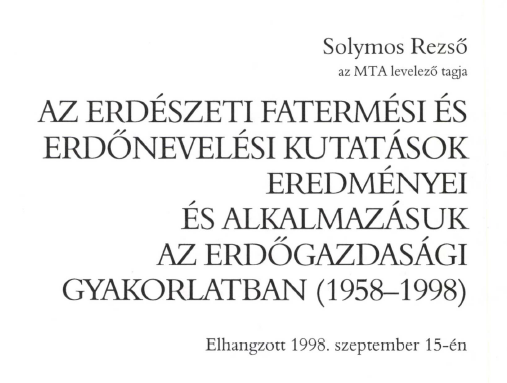 Solymos Rezső
az MTA levelező tagja
AZ ERDÉSZETI FATERMÉSI ÉS
ERDŐNEVELÉSI KUTATÁSOK
EREDMÉNYEI
ÉS ALKALMAZÁSUK
AZ ERDŐGAZDASÁGI
GYAKORLATBAN (1958–1998)
Elhangzott 1998. szeptember 15-én